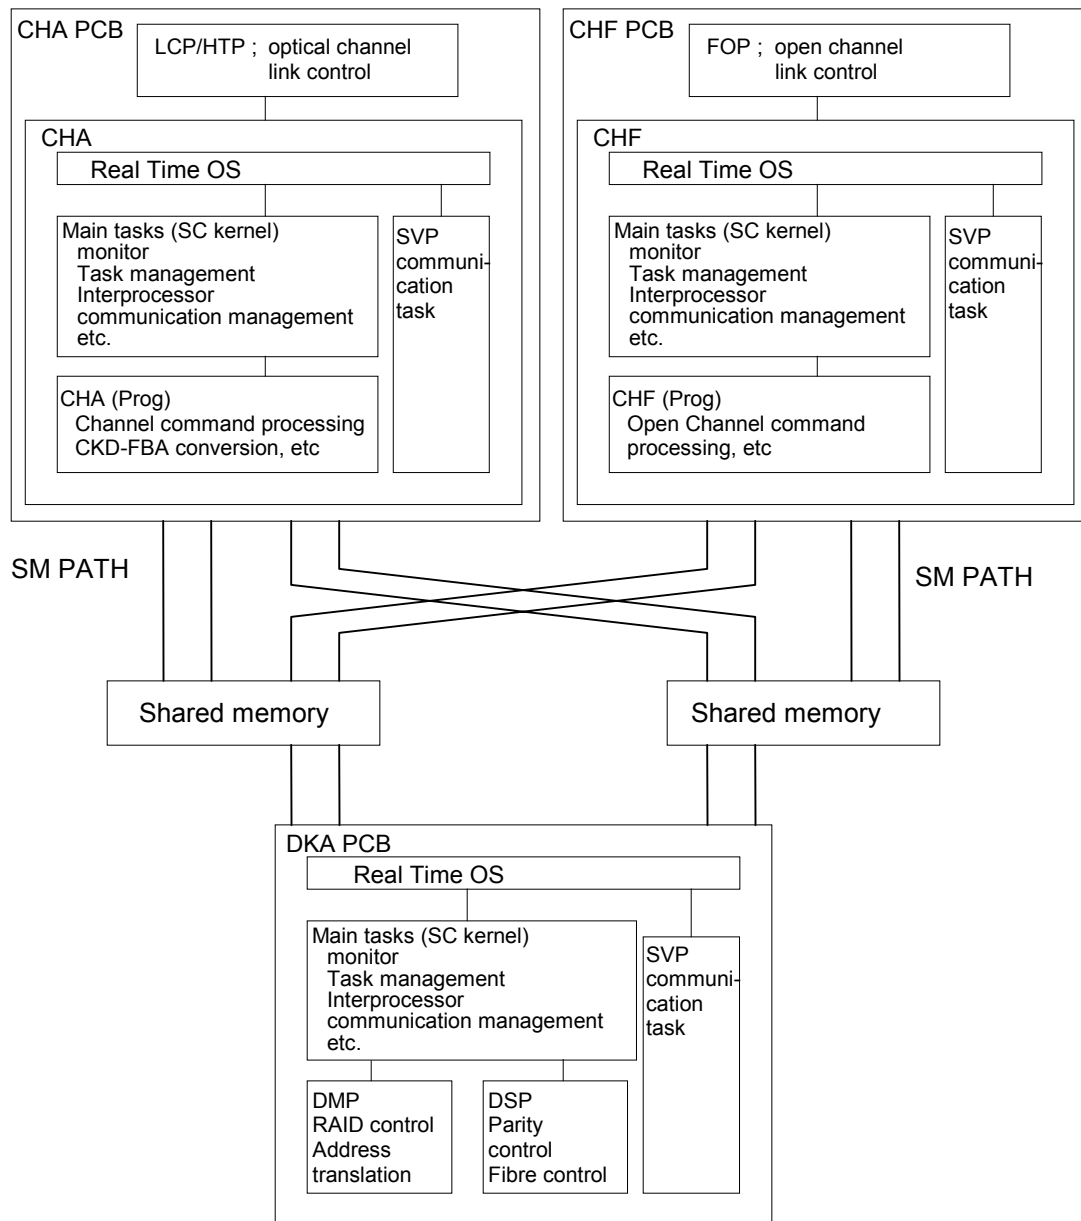 CHA PCB
LCP/HTP ; optical channel
link control
CHA
Real Time OS
Main tasks (SC kernel)
monitor
Task management
Interprocessor
communication management
etc.
SVP
communi-
cation
task
CHA (Prog)
Channel command processing
CKD-FBA conversion, etc
CHF PCB
FOP ; open channel
link control
CHF
Real Time OS
Main tasks (SC kernel)
monitor
Task management
Interprocessor
communication management
etc.
SVP
communi-
cation
task
CHF (Prog)
Open Channel command
processing, etc
SM PATH
SM PATH
Shared memory
Shared memory
DKA PCB
Real Time OS
Main tasks (SC kernel)
monitor
Task management
Interprocessor
communication management
etc.
SVP
communi-
cation
task
DMP
RAID control
Address
translation
DSP
Parity
control
Fibre control